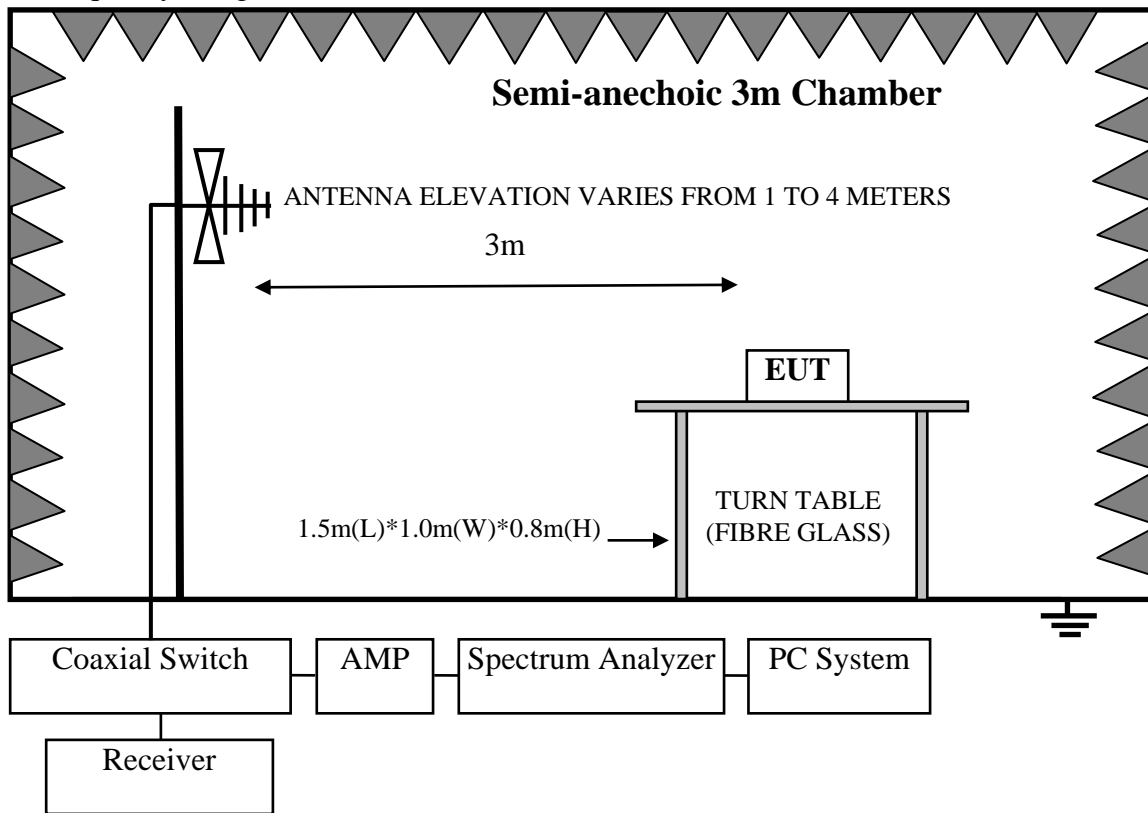 Semi-anechoic 3m Chamber
ANTENNA ELEVATION VARIES FROM 1 TO 4 METERS
3m
EUT
TURN TABLE
(FIBRE GLASS)
1.5m(L)*1.0m(W)*0.8m(H)
Coaxial Switch
AMP
Spectrum Analyzer
PC System
Receiver